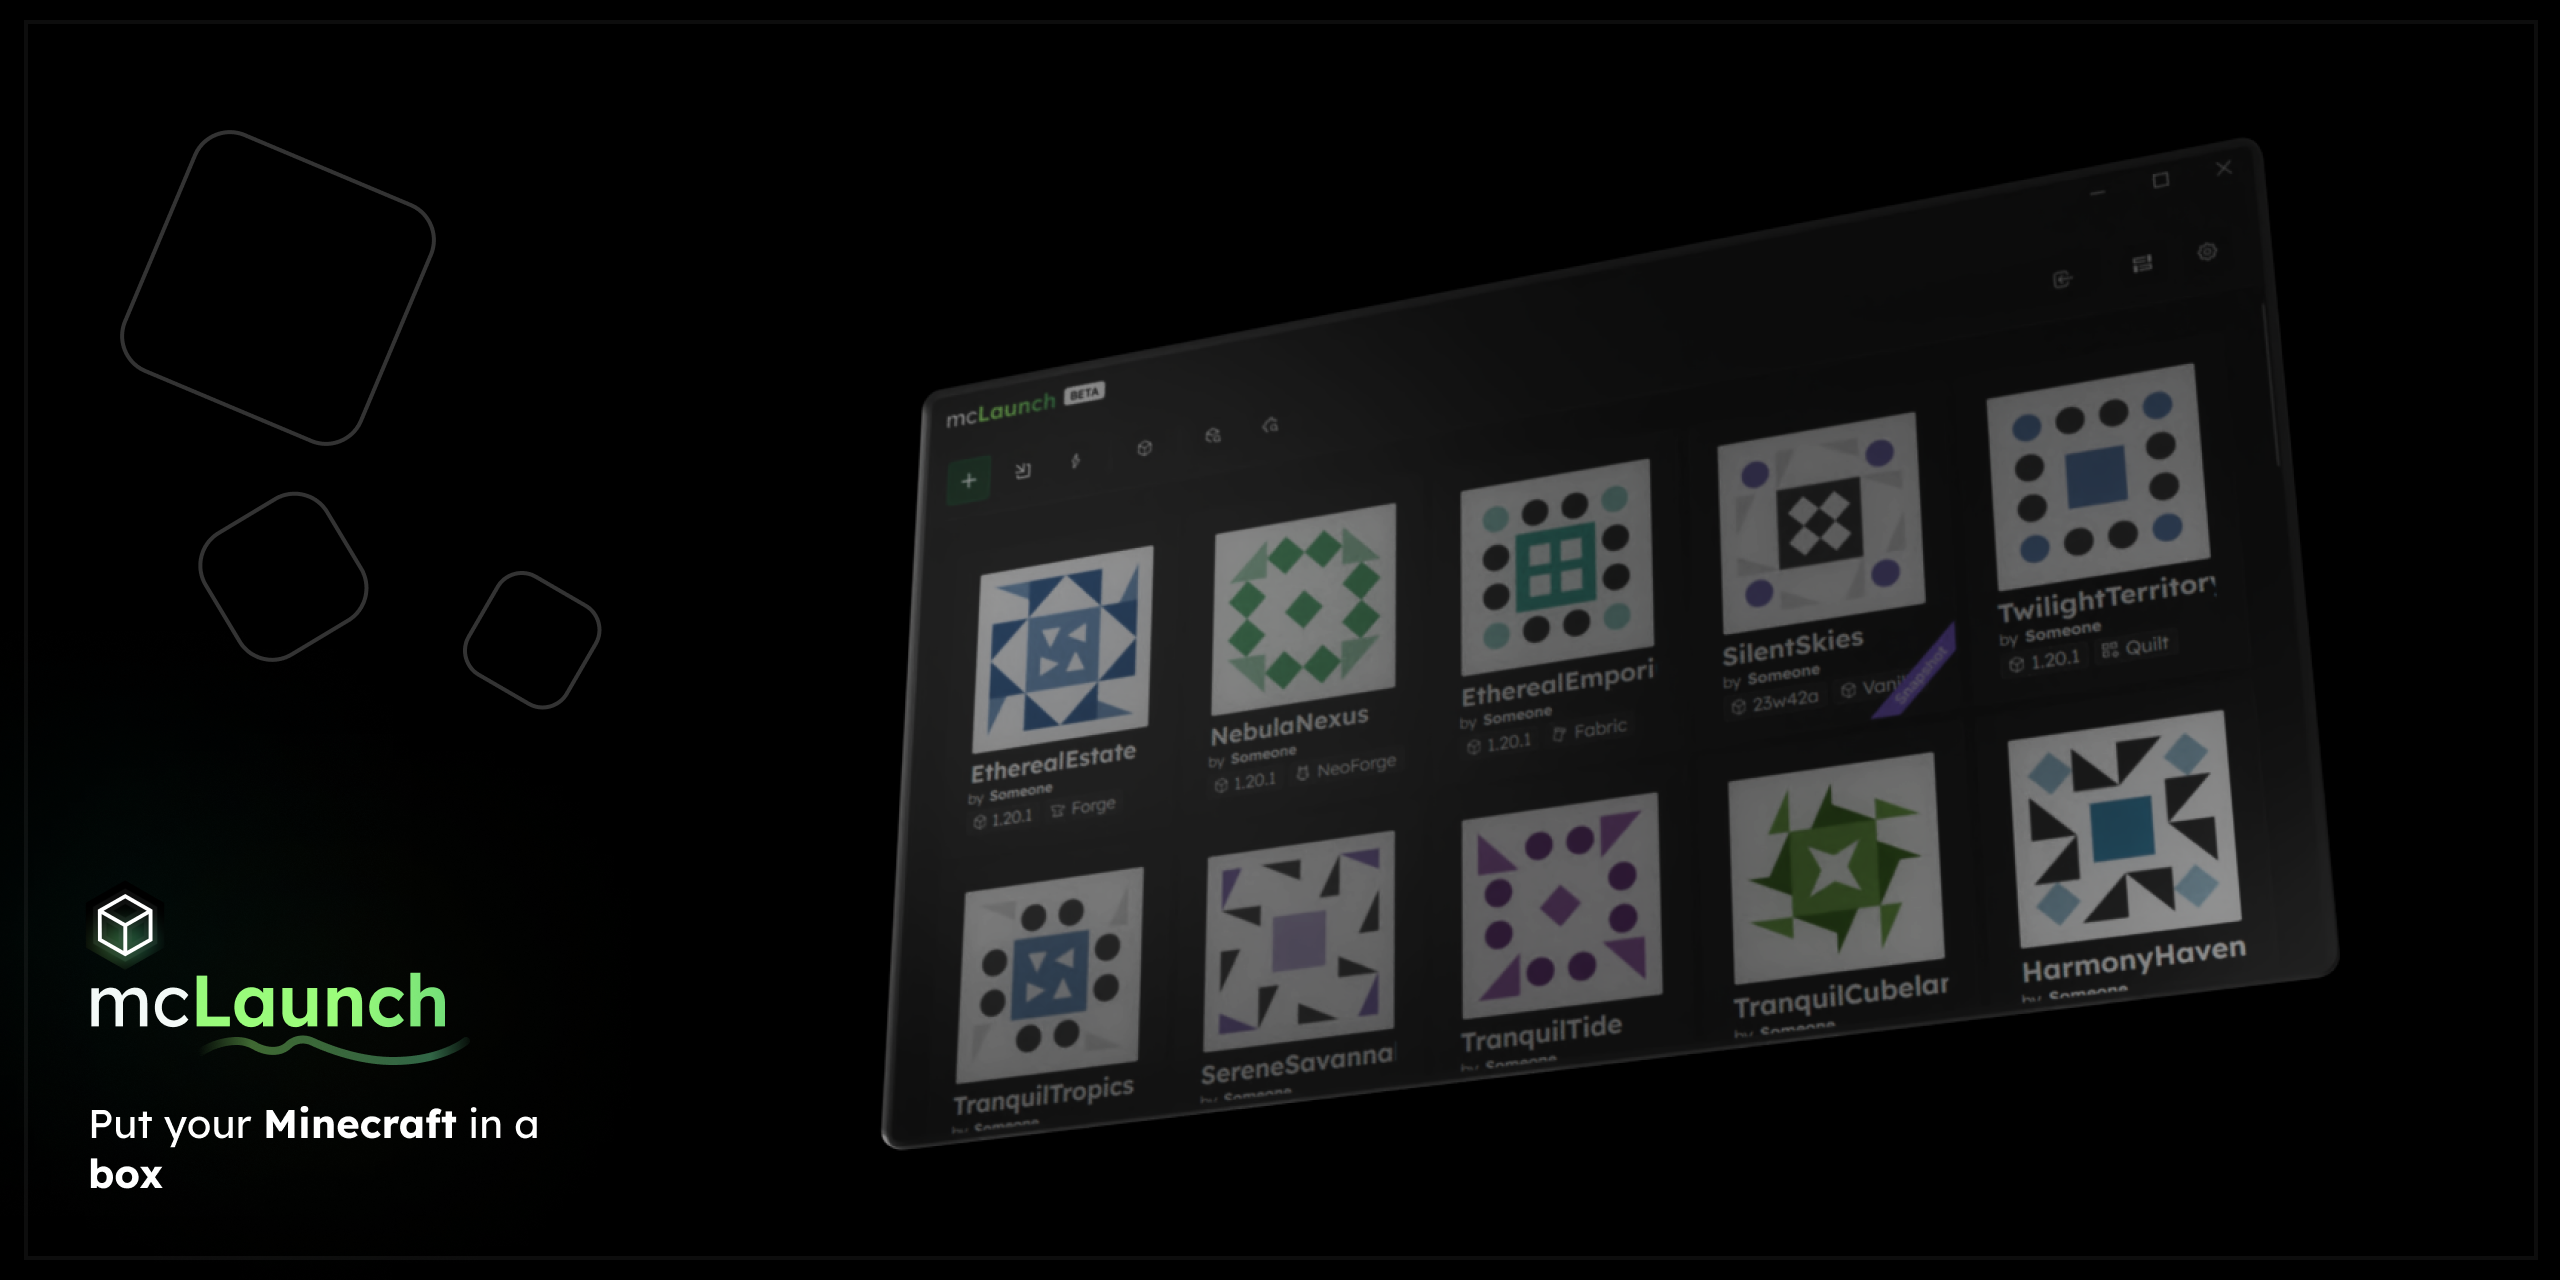 mcLaunch
Put your Minecraft in a
box
mcLaunch BETA
EtherealEstate
by Someone
1.20.1 Forge
NebulaNexus
by Someone
1.20.1 NeoForge
EtherealEmpori
by Someone
1.20.1 Fabric
SilentSkies
by Someone
23w42a Vani
Snapshot
TwilightTerritory
by Someone
1.20.1 Quilt
TranquilTropics
by Someone
SereneSavanna
by Someone
TranquilTide
by Someone
TranquilCubelan
by Someone
HarmonyHaven
by Someone